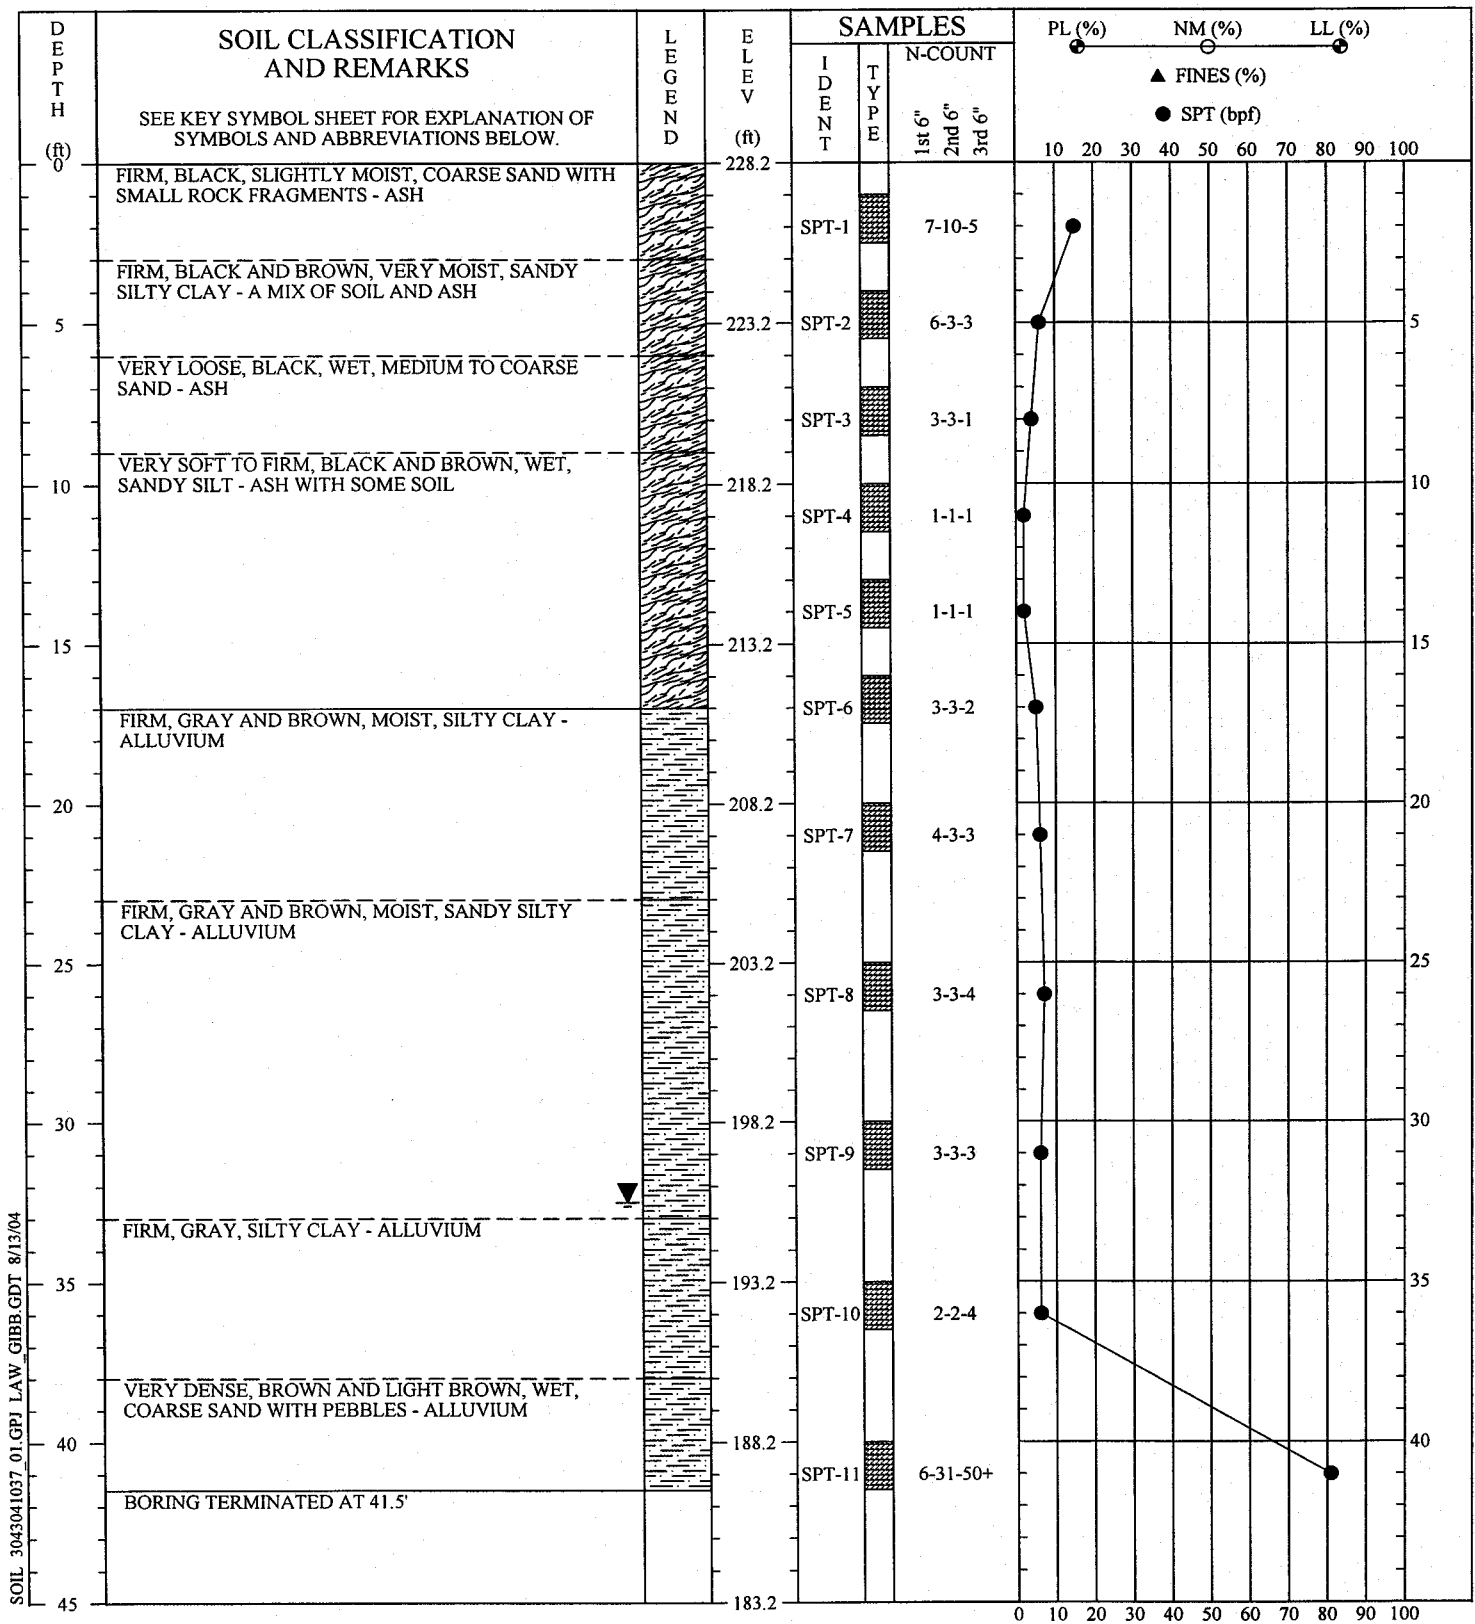 DEPTH
(ft)
SOIL CLASSIFICATION
AND REMARKS
SEE KEY SYMBOL SHEET FOR EXPLANATION OF
SYMBOLS AND ABBREVIATIONS BELOW.
LEGEND
ELEV
(ft)
SAMPLES
IDENT
TYPE
N-COUNT
1st 6"
2nd 6"
3rd 6"
PL (%) NM (%) LL (%)
FINES (%)
SPT (bpf)
10 20 30 40 50 60 70 80 90 100
0 228.2
FIRM, BLACK, SLIGHTLY MOIST, COARSE SAND WITH
SMALL ROCK FRAGMENTS - ASH
SPT-1 7-10-5
FIRM, BLACK AND BROWN, VERY MOIST, SANDY
SILTY CLAY - A MIX OF SOIL AND ASH
5 223.2 SPT-2 6-3-3 5
VERY LOOSE, BLACK, WET, MEDIUM TO COARSE
SAND - ASH
SPT-3 3-3-1
VERY SOFT TO FIRM, BLACK AND BROWN, WET,
SANDY SILT - ASH WITH SOME SOIL
10 218.2 10
SPT-4 1-1-1
SPT-5 1-1-1
15 213.2 15
SPT-6 3-3-2
FIRM, GRAY AND BROWN, MOIST, SILTY CLAY -
ALLUVIUM
20 208.2 20
SPT-7 4-3-3
FIRM, GRAY AND BROWN, MOIST, SANDY SILTY
CLAY - ALLUVIUM
25 203.2 25
SPT-8 3-3-4
30 198.2 30
SPT-9 3-3-3
FIRM, GRAY, SILTY CLAY - ALLUVIUM
35 193.2 35
SPT-10 2-2-4
VERY DENSE, BROWN AND LIGHT BROWN, WET,
COARSE SAND WITH PEBBLES - ALLUVIUM
40 188.2 40
SPT-11 6-31-50+
BORING TERMINATED AT 41.5'
45 183.2
0 10 20 30 40 50 60 70 80 90 100
SOIL 3043041037_01.GPJ LAW_GIBB.GDT 8/13/04